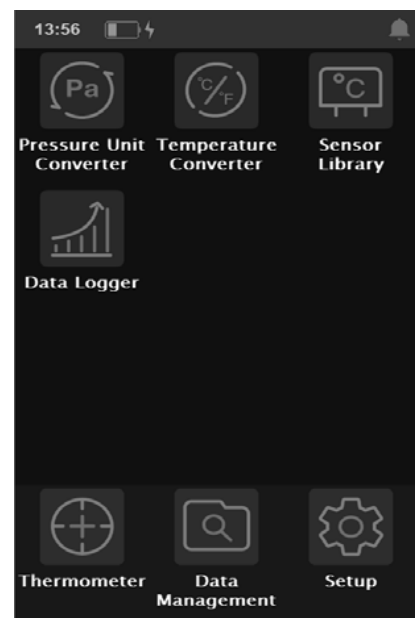 13:56
Pa
Pressure Unit
Converter
°C/°F
Temperature
Converter
°C
Sensor
Library
Data Logger
Thermometer
Data
Management
Setup